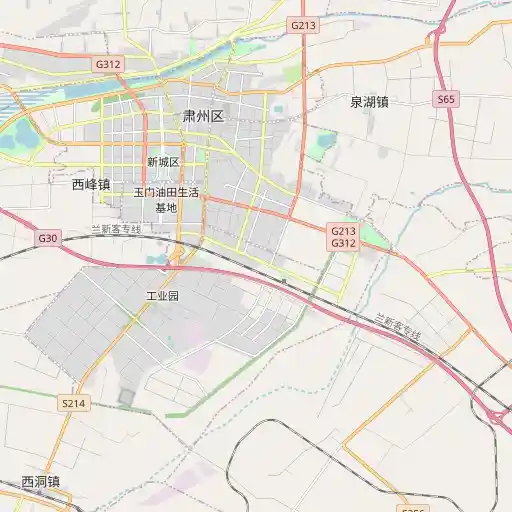 G213
G312
S65
泉湖镇
肃州区
新城区
西峰镇
玉门油田生活
基地
兰新客专线
G30
G213
G312
工业园
兰新客专线
S214
西洞镇